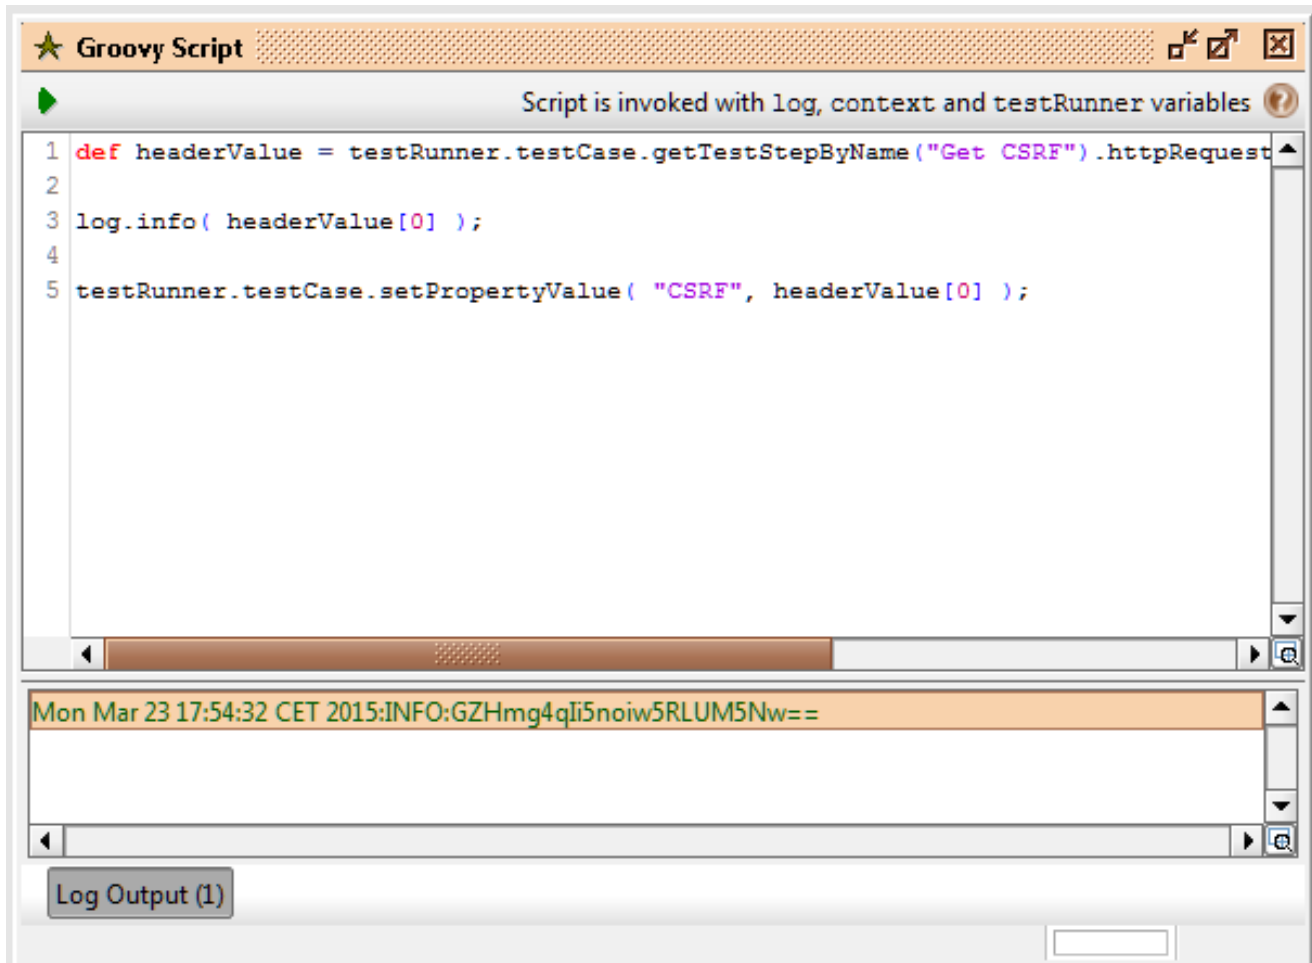 Groovy Script
Script is invoked with log, context and testRunner variables
1 def headerValue = testRunner.testCase.getTestStepByName("Get CSRF").httpRequest
2
3 log.info( headerValue[0] );
4
5 testRunner.testCase.setPropertyValue( "CSRF", headerValue[0] );
Mon Mar 23 17:54:32 CET 2015:INFO:GZHmg4qIi5noiw5RLUM5Nw==
Log Output (1)